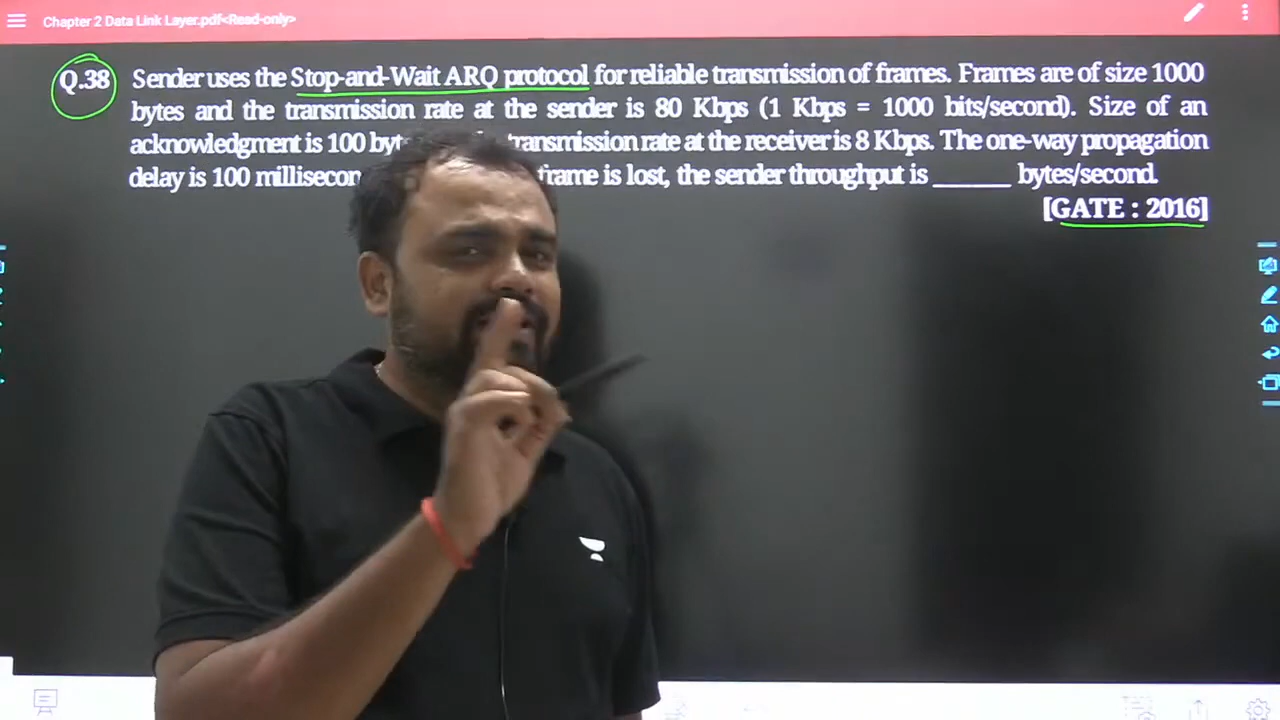 Chapter 2 Data Link Layer.pdf<Read-only>
Q.38 Sender uses the Stop-and-Wait ARQ protocol for reliable transmission of frames. Frames are of size 1000
bytes and the transmission rate at the sender is 80 Kbps (1 Kbps = 1000 bits/second). Size of an
acknowledgment is 100 transmission rate at the receiver is 8 Kbps. The one-way propagation
delay is 100 frame is lost, the sender throughput is ______ bytes/second.
[GATE : 2016]